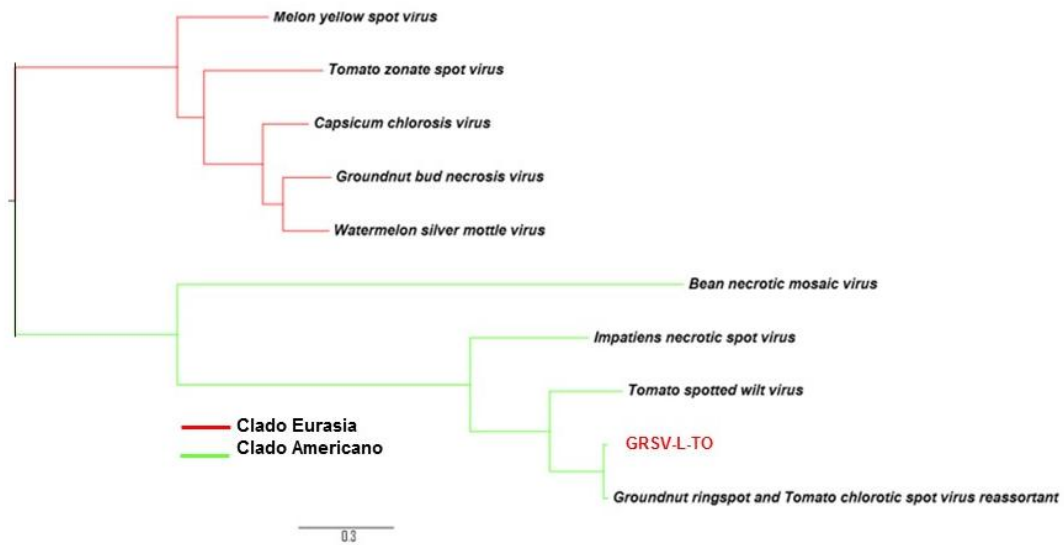 Melon yellow spot virus
Tomato zonate spot virus
Capsicum chlorosis virus
Groundnut bud necrosis virus
Watermelon silver mottle virus
Bean necrotic mosaic virus
Impatiens necrotic spot virus
Tomato spotted wilt virus
Clado Eurasia
GRSV-L-TO
Clado Americano
Groundnut ringspot and Tomato chlorotic spot virus reassortant
0.3